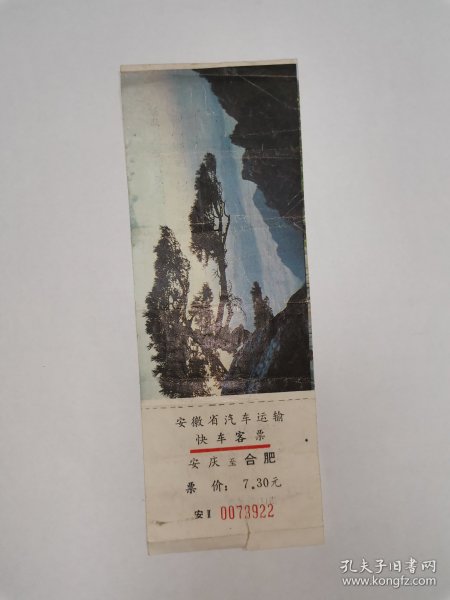 安徽省汽车运输
快车客票
安庆至合肥
票价：7.30元
安Ⅱ 0073922
孔夫子旧书网
www.kongfz.com